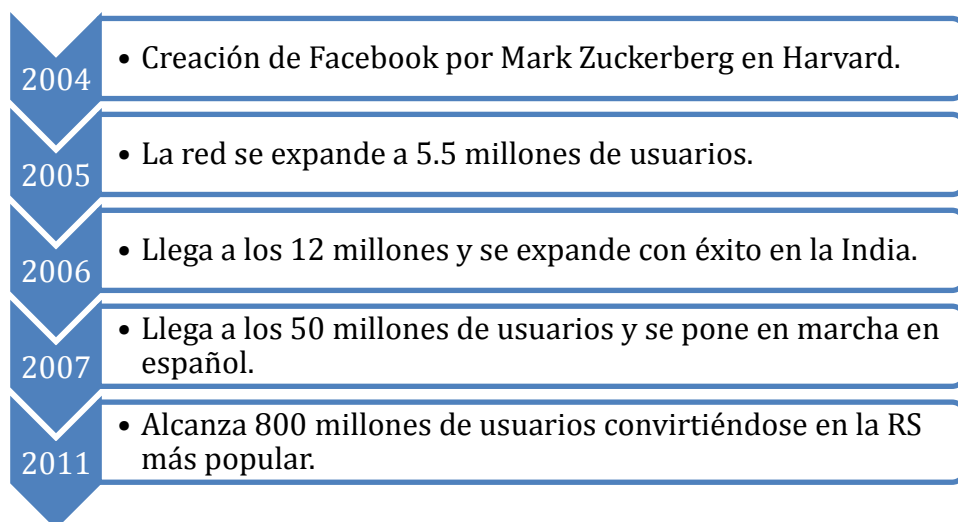 2004
• Creación de Facebook por Mark Zuckerberg en Harvard.
2005
• La red se expande a 5.5 millones de usuarios.
2006
• Llega a los 12 millones y se expande con éxito en la India.
2007
• Llega a los 50 millones de usuarios y se pone en marcha en
español.
2011
• Alcanza 800 millones de usuarios convirtiéndose en la RS
más popular.